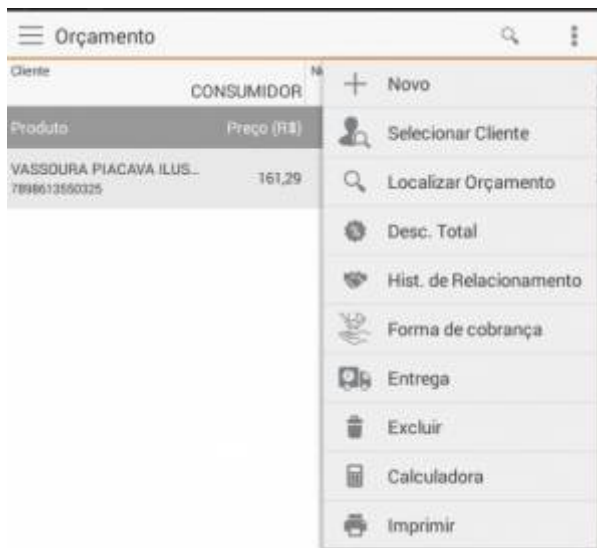 Orçamento
Cliente
CONSUMIDOR
Produto Preço (R$)
VASSOURA PIACAVA ILUS... 161,29
7898613550325
Novo
Selecionar Cliente
Localizar Orçamento
Desc. Total
Hist. de Relacionamento
Forma de cobrança
Entrega
Excluir
Calculadora
Imprimir